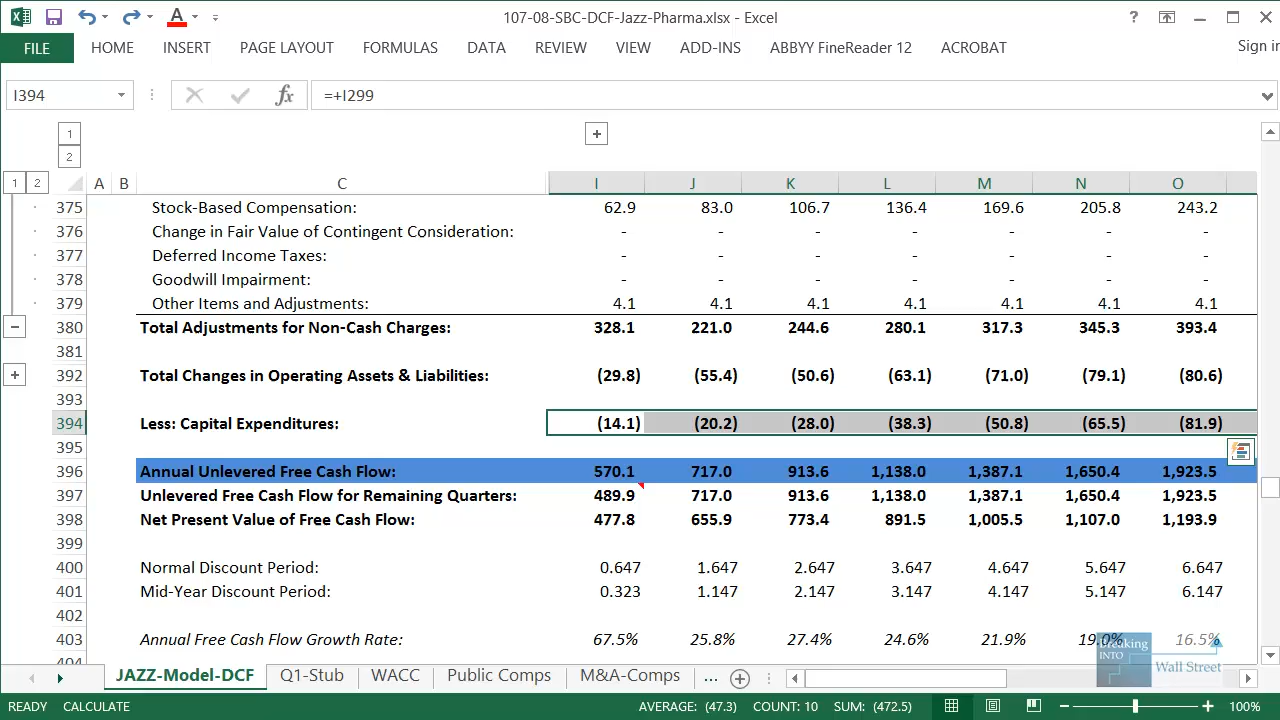 107-08-SBC-DCF-Jazz-Pharma.xlsx - Excel
FILE HOME INSERT PAGE LAYOUT FORMULAS DATA REVIEW VIEW ADD-INS ABBYY FineReader 12 ACROBAT Sign in
I394 fx =+I299
1
2
1 2 A B C I J K L M N O
375 Stock-Based Compensation: 62.9 83.0 106.7 136.4 169.6 205.8 243.2
376 Change in Fair Value of Contingent Consideration: - - - - - - -
377 Deferred Income Taxes: - - - - - - -
378 Goodwill Impairment: - - - - - - -
379 Other Items and Adjustments: 4.1 4.1 4.1 4.1 4.1 4.1 4.1
380 Total Adjustments for Non-Cash Charges: 328.1 221.0 244.6 280.1 317.3 345.3 393.4
381
392 Total Changes in Operating Assets & Liabilities: (29.8) (55.4) (50.6) (63.1) (71.0) (79.1) (80.6)
393
394 Less: Capital Expenditures: (14.1) (20.2) (28.0) (38.3) (50.8) (65.5) (81.9)
395
396 Annual Unlevered Free Cash Flow: 570.1 717.0 913.6 1,138.0 1,387.1 1,650.4 1,923.5
397 Unlevered Free Cash Flow for Remaining Quarters: 489.9 717.0 913.6 1,138.0 1,387.1 1,650.4 1,923.5
398 Net Present Value of Free Cash Flow: 477.8 655.9 773.4 891.5 1,005.5 1,107.0 1,193.9
399
400 Normal Discount Period: 0.647 1.647 2.647 3.647 4.647 5.647 6.647
401 Mid-Year Discount Period: 0.323 1.147 2.147 3.147 4.147 5.147 6.147
402
403 Annual Free Cash Flow Growth Rate: 67.5% 25.8% 27.4% 24.6% 21.9% 19.0% 16.5%
404
Breaking
INTO
Wall Street
JAZZ-Model-DCF Q1-Stub WACC Public Comps M&A-Comps ...
READY CALCULATE AVERAGE: (47.3) COUNT: 10 SUM: (472.5) 100%